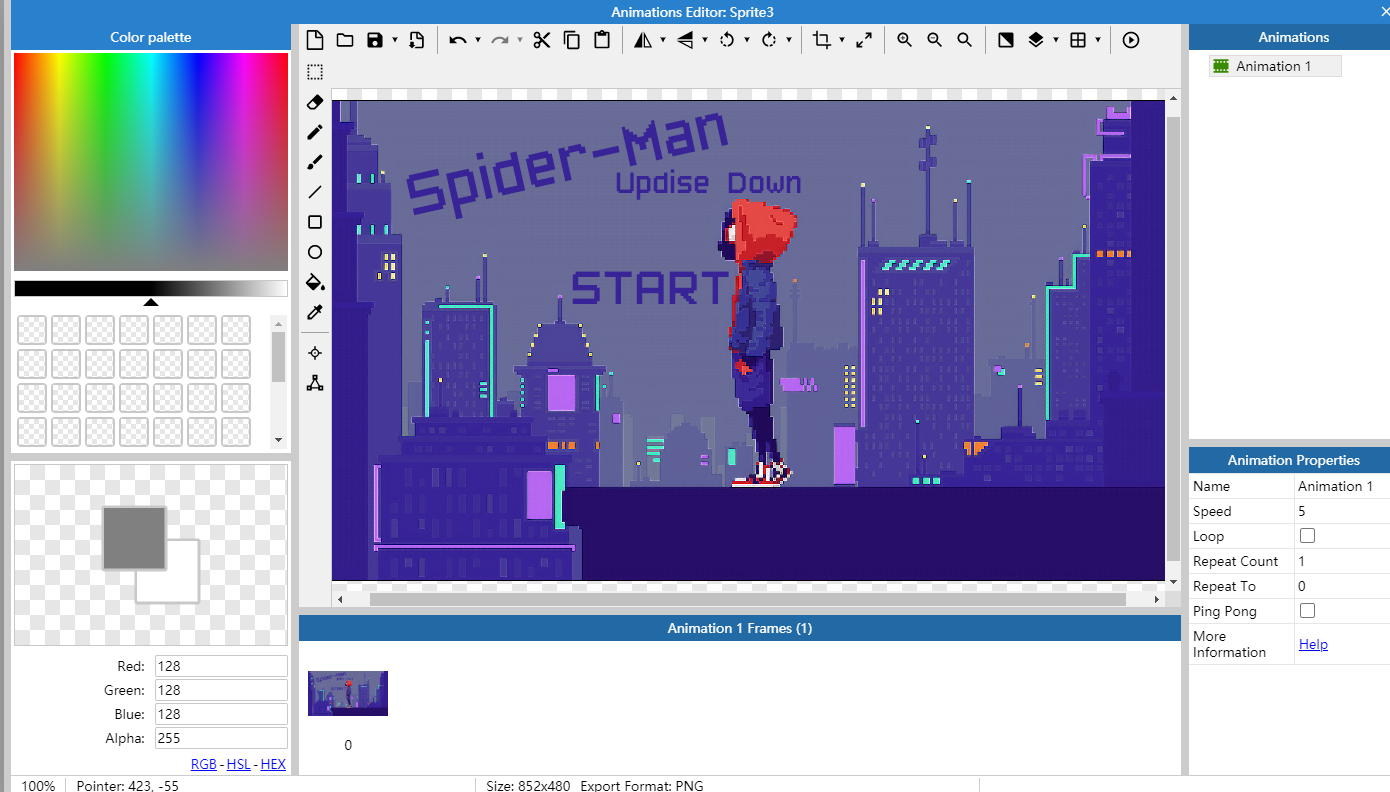 Animations Editor: Sprite3
Color palette
Animations
Animation 1
Spider-Man
Updise Down
START
Animation Properties
Name Animation 1
Speed 5
Loop
Repeat Count 1
Repeat To 0
Ping Pong
More Information Help
Animation 1 Frames (1)
0
Red: 128
Green: 128
Blue: 128
Alpha: 255
RGB - HSL - HEX
100% Pointer: 423, -55 Size: 852x480 Export Format: PNG